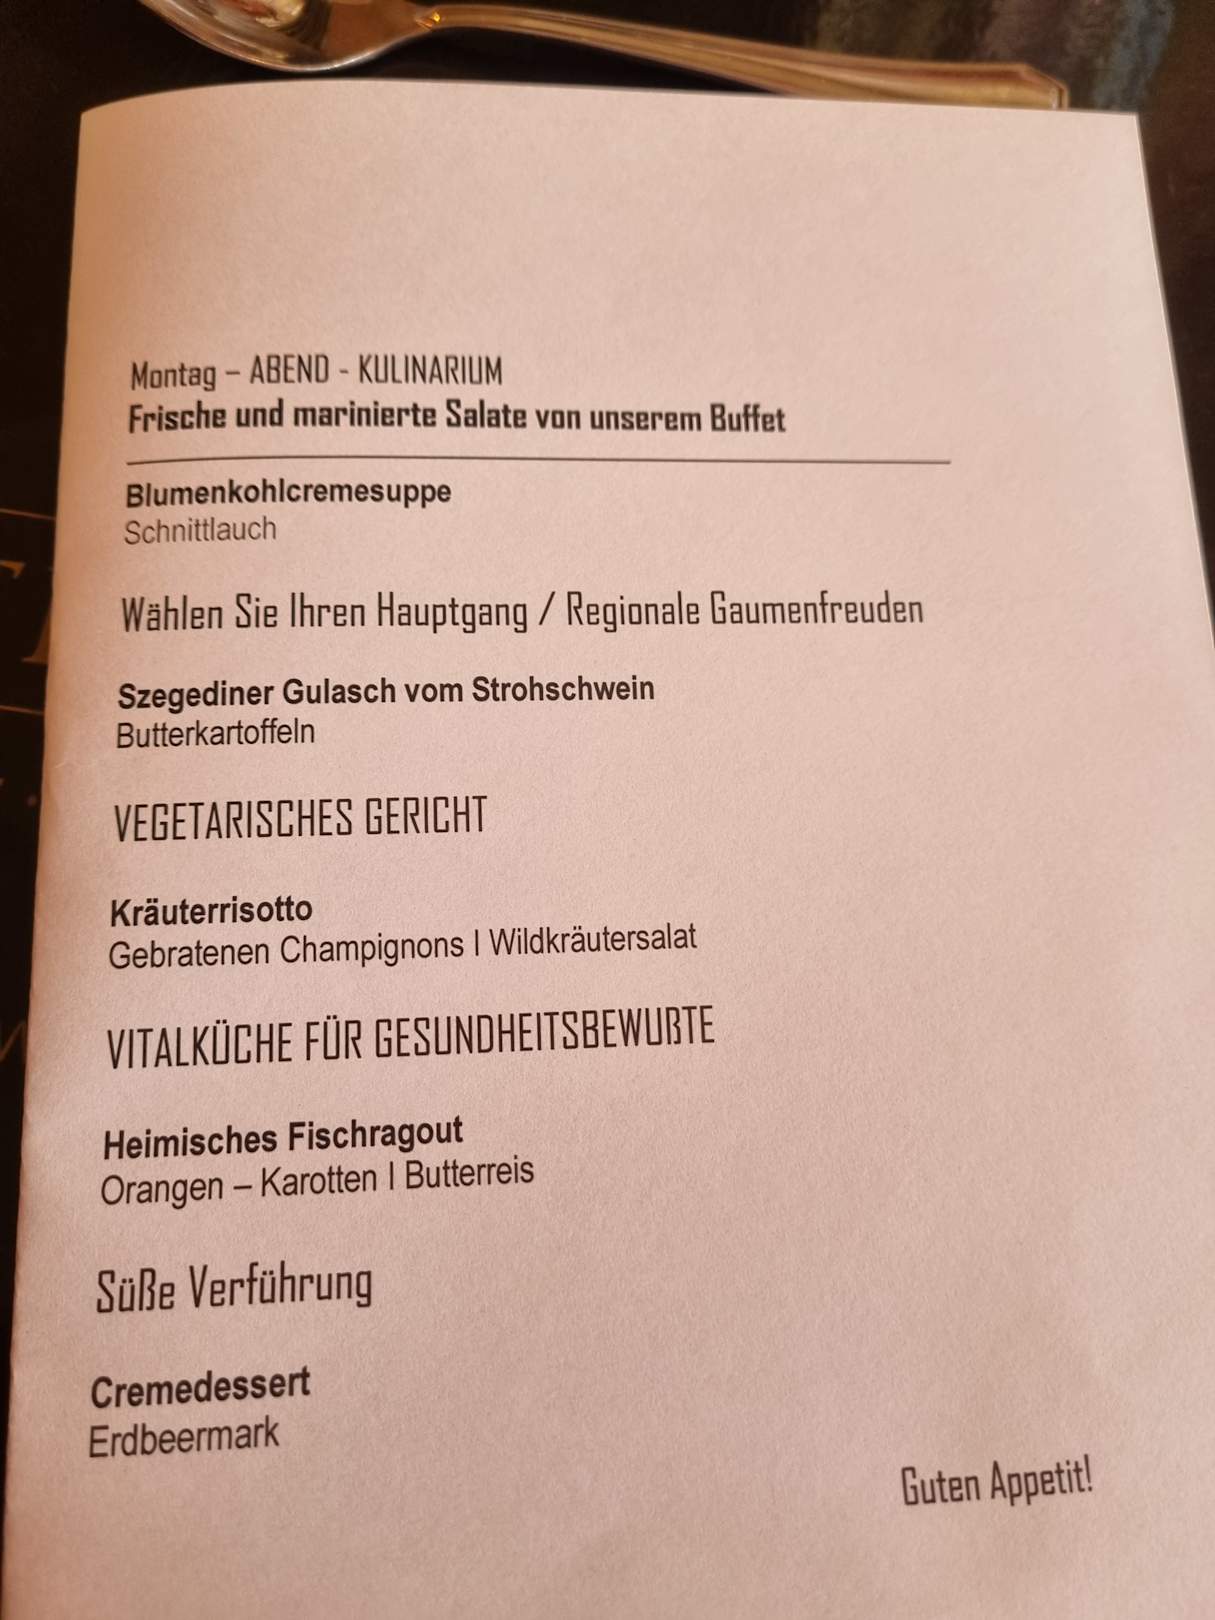 Montag – ABEND - KULINARIUM
Frische und marinierte Salate von unserem Buffet
Blumenkohlcremesuppe
Schnittlauch
Wählen Sie Ihren Hauptgang / Regionale Gaumenfreuden
Szegediner Gulasch vom Strohschwein
Butterkartoffeln
VEGETARISCHES GERICHT
Kräuterrisotto
Gebratenen Champignons I Wildkräutersalat
VITALKÜCHE FÜR GESUNDHEITSBEWUßTE
Heimisches Fischragout
Orangen – Karotten I Butterreis
Süße Verführung
Cremedessert
Erdbeermark
Guten Appetit!